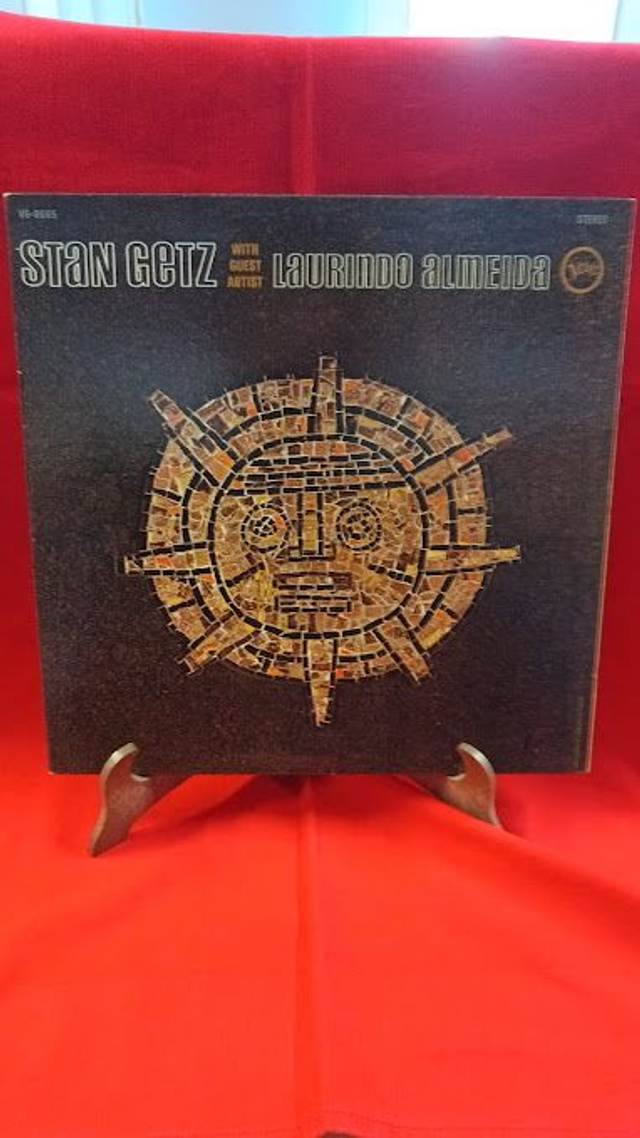 V6-8665 STEREO
STAN GETZ WITH GUEST ARTIST LAURINDO ALMEIDA Verve